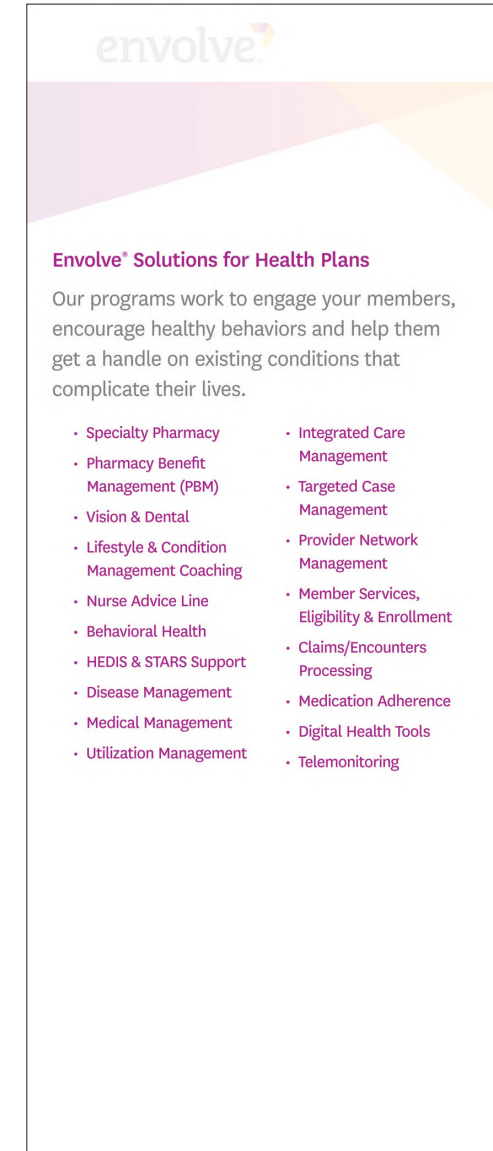 envolve
Envolve® Solutions for Health Plans
Our programs work to engage your members,
encourage healthy behaviors and help them
get a handle on existing conditions that
complicate their lives.
• Specialty Pharmacy
• Pharmacy Benefit
Management (PBM)
• Vision & Dental
• Lifestyle & Condition
Management Coaching
• Nurse Advice Line
• Behavioral Health
• HEDIS & STARS Support
• Disease Management
• Medical Management
• Utilization Management
• Integrated Care
Management
• Targeted Case
Management
• Provider Network
Management
• Member Services,
Eligibility & Enrollment
• Claims/Encounters
Processing
• Medication Adherence
• Digital Health Tools
• Telemonitoring